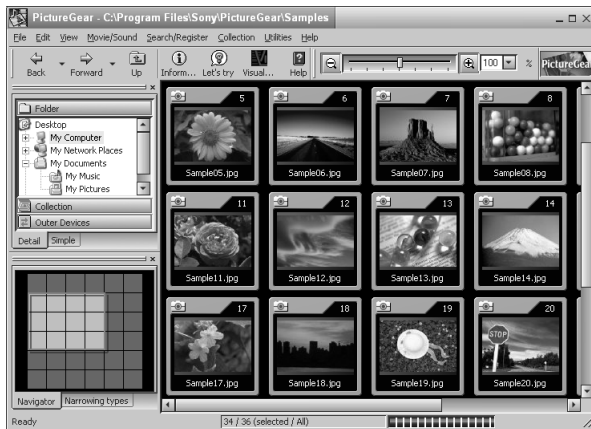 PictureGear - C:\Program Files\Sony\PictureGear\Samples
File Edit View Movie/Sound Search/Register Collection Utilities Help
Back Forward Up Inform... Let's try Visual... Help 100 % PictureGea
Folder
Desktop
My Computer
My Network Places
My Documents
My Music
My Pictures
Collection
Outer Devices
Detail Simple
Navigator Narrowing types
5 6 7 8
Sample05.jpg Sample06.jpg Sample07.jpg Sample08.jpg
11 12 13 14
Sample11.jpg Sample12.jpg Sample13.jpg Sample14.jpg
17 18 19 20
STOP
Sample17.jpg Sample18.jpg Sample19.jpg Sample20.jpg
Ready 34 / 36 (selected / All)